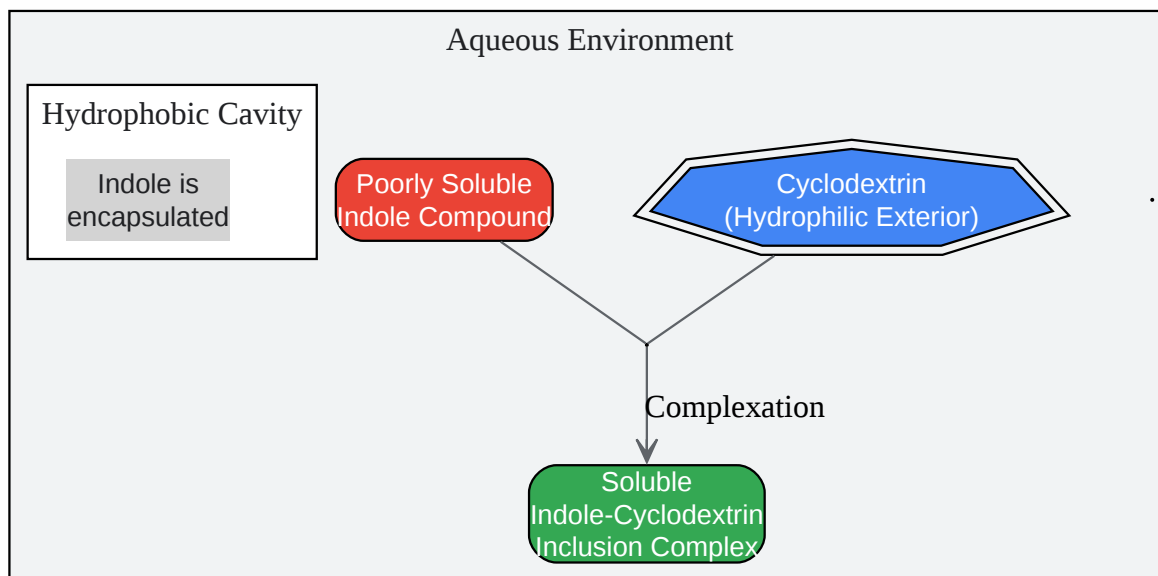 Aqueous Environment
Hydrophobic Cavity
Indole is
encapsulated
Poorly Soluble
Indole Compound
Cyclodextrin
(Hydrophilic Exterior)
.
Complexation
Soluble
Indole-Cyclodextrin
Inclusion Complex